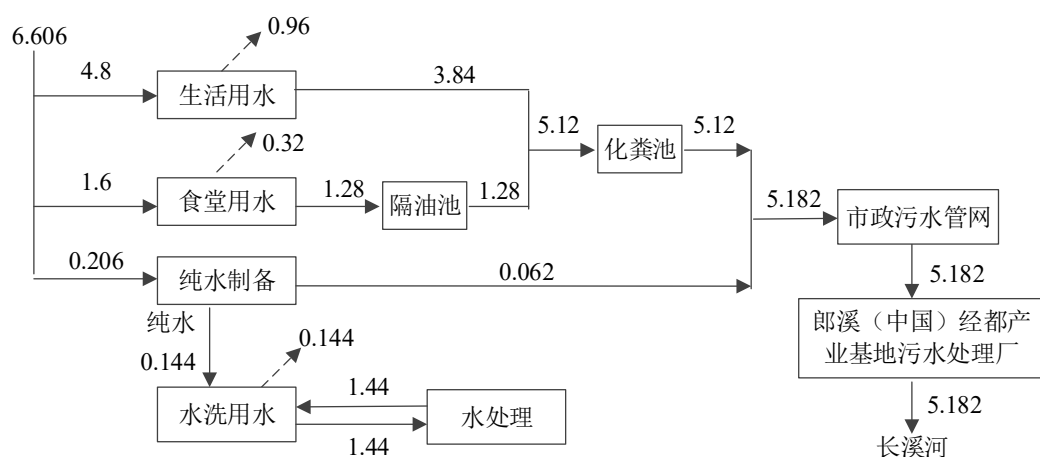 0.96
6.606
4.8
生活用水
3.84
0.32
5.12
化粪池
5.12
1.6
食堂用水
1.28
隔油池
1.28
5.182
市政污水管网
0.206
纯水制备
0.062
5.182
纯水
0.144
0.144
郎溪（中国）经都产
业基地污水处理厂
水洗用水
1.44
1.44
水处理
5.182
长溪河